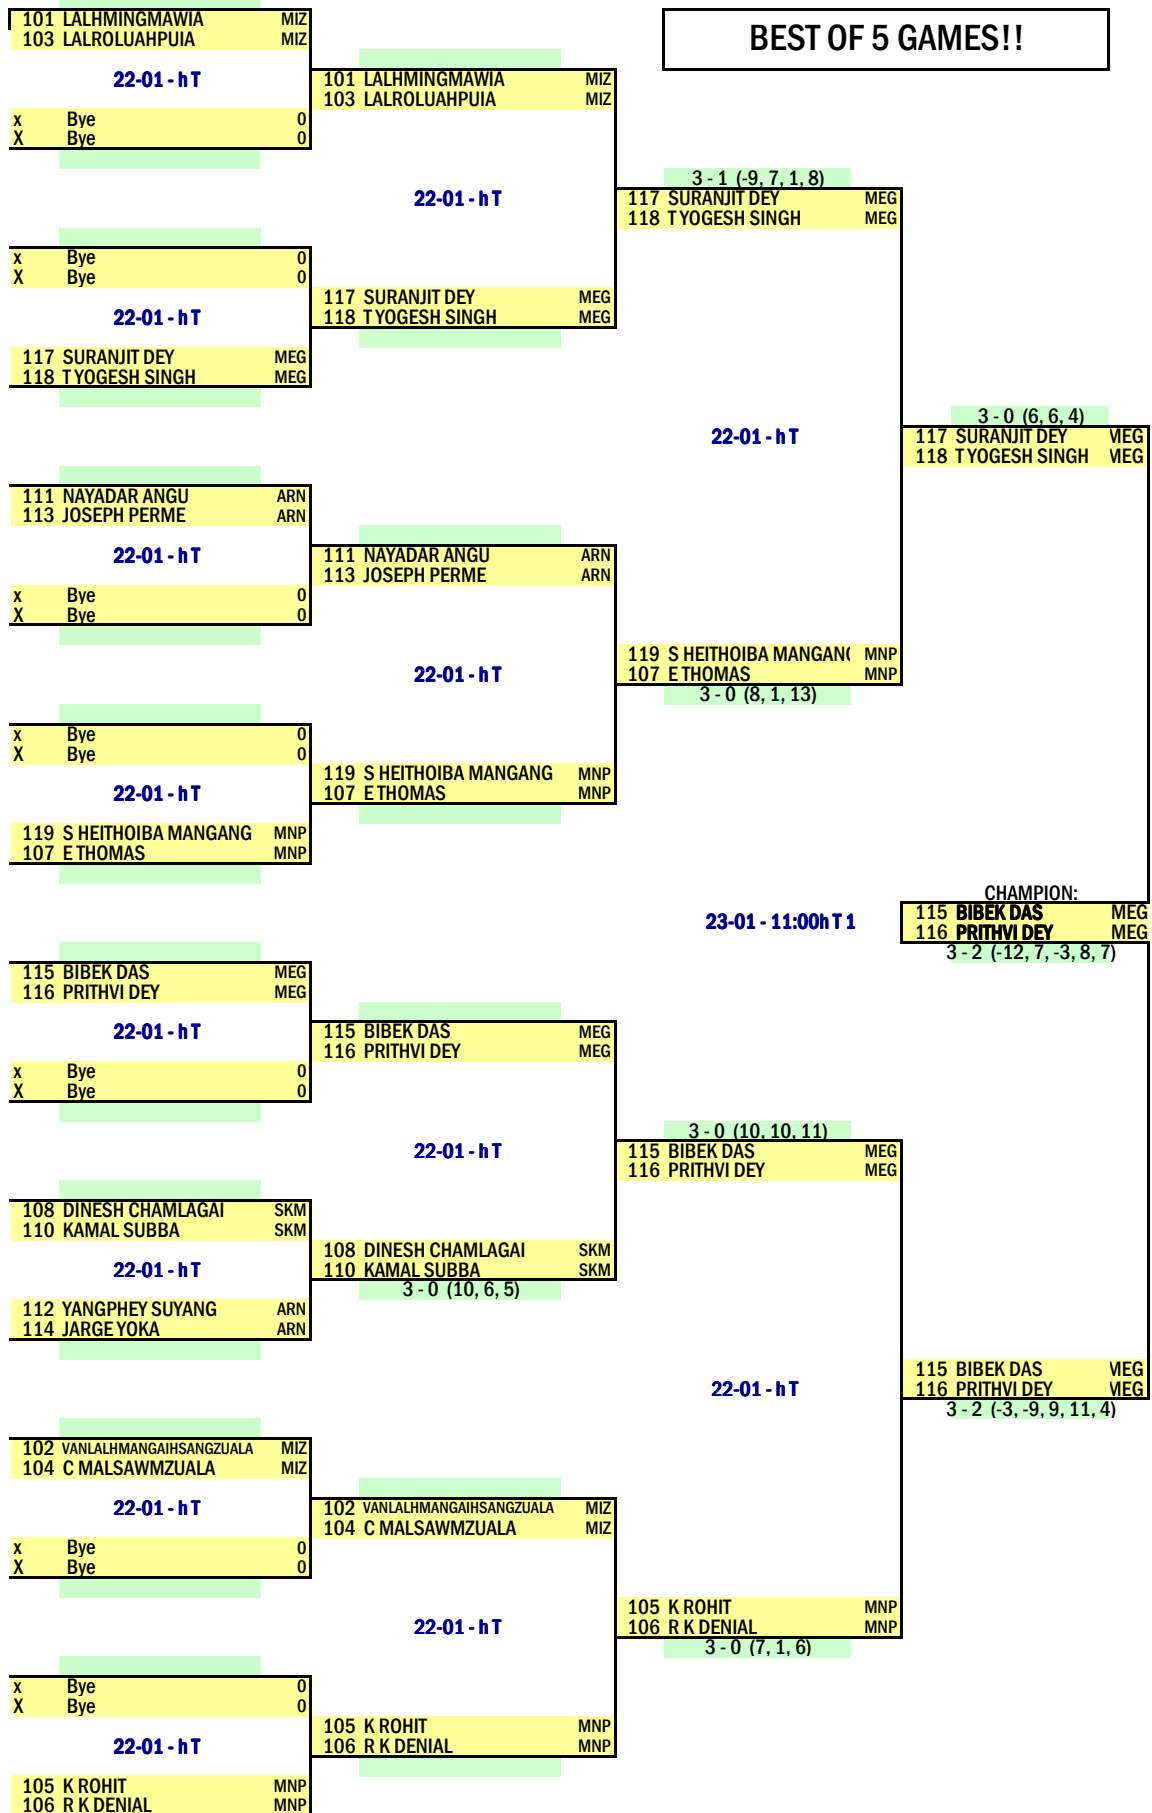 101 LALHMINGMAWIA MIZ
103 LALROLUAHPUIA MIZ
22-01 - h T
x Bye 0
X Bye 0
x Bye 0
X Bye 0
22-01 - h T
117 SURANJIT DEY MEG
118 T YOGESH SINGH MEG
111 NAYADAR ANGU ARN
113 JOSEPH PERME ARN
22-01 - h T
x Bye 0
X Bye 0
x Bye 0
X Bye 0
22-01 - h T
119 S HEITHOIBA MANGANG MNP
107 E THOMAS MNP
115 BIBEK DAS MEG
116 PRITHVI DEY MEG
22-01 - h T
x Bye 0
X Bye 0
108 DINESH CHAMLAGAI SKM
110 KAMAL SUBBA SKM
22-01 - h T
112 YANGPHEY SUYANG ARN
114 JARGE YOKA ARN
102 VANLALHMANGAIHSANGZUALA MIZ
104 C MALSAWMZUALA MIZ
22-01 - h T
x Bye 0
X Bye 0
x Bye 0
X Bye 0
22-01 - h T
105 K ROHIT MNP
106 R K DENIAL MNP
101 LALHMINGMAWIA MIZ
103 LALROLUAHPUIA MIZ
22-01 - h T
117 SURANJIT DEY MEG
118 T YOGESH SINGH MEG
111 NAYADAR ANGU ARN
113 JOSEPH PERME ARN
22-01 - h T
119 S HEITHOIBA MANGANG MNP
107 E THOMAS MNP
115 BIBEK DAS MEG
116 PRITHVI DEY MEG
22-01 - h T
108 DINESH CHAMLAGAI SKM
110 KAMAL SUBBA SKM
3 - 0 (10, 6, 5)
102 VANLALHMANGAIHSANGZUALA MIZ
104 C MALSAWMZUALA MIZ
22-01 - h T
105 K ROHIT MNP
106 R K DENIAL MNP
BEST OF 5 GAMES!!
3 - 1 (-9, 7, 1, 8)
117 SURANJIT DEY MEG
118 T YOGESH SINGH MEG
22-01 - h T
119 S HEITHOIBA MANGANG MNP
107 E THOMAS MNP
3 - 0 (8, 1, 13)
23-01 - 11:00h T 1
3 - 0 (10, 10, 11)
115 BIBEK DAS MEG
116 PRITHVI DEY MEG
22-01 - h T
105 K ROHIT MNP
106 R K DENIAL MNP
3 - 0 (7, 1, 6)
3 - 0 (6, 6, 4)
117 SURANJIT DEY MEG
118 T YOGESH SINGH MEG
CHAMPION:
115 BIBEK DAS MEG
116 PRITHVI DEY MEG
3 - 2 (-12, 7, -3, 8, 7)
115 BIBEK DAS MEG
116 PRITHVI DEY MEG
3 - 2 (-3, -9, 9, 11, 4)